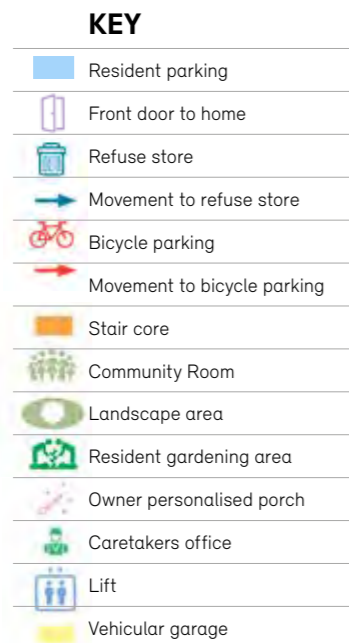 KEY
Resident parking
Front door to home
Refuse store
Movement to refuse store
Bicycle parking
Movement to bicycle parking
Stair core
Community Room
Landscape area
Resident gardening area
Owner personalised porch
Caretakers office
Lift
Vehicular garage